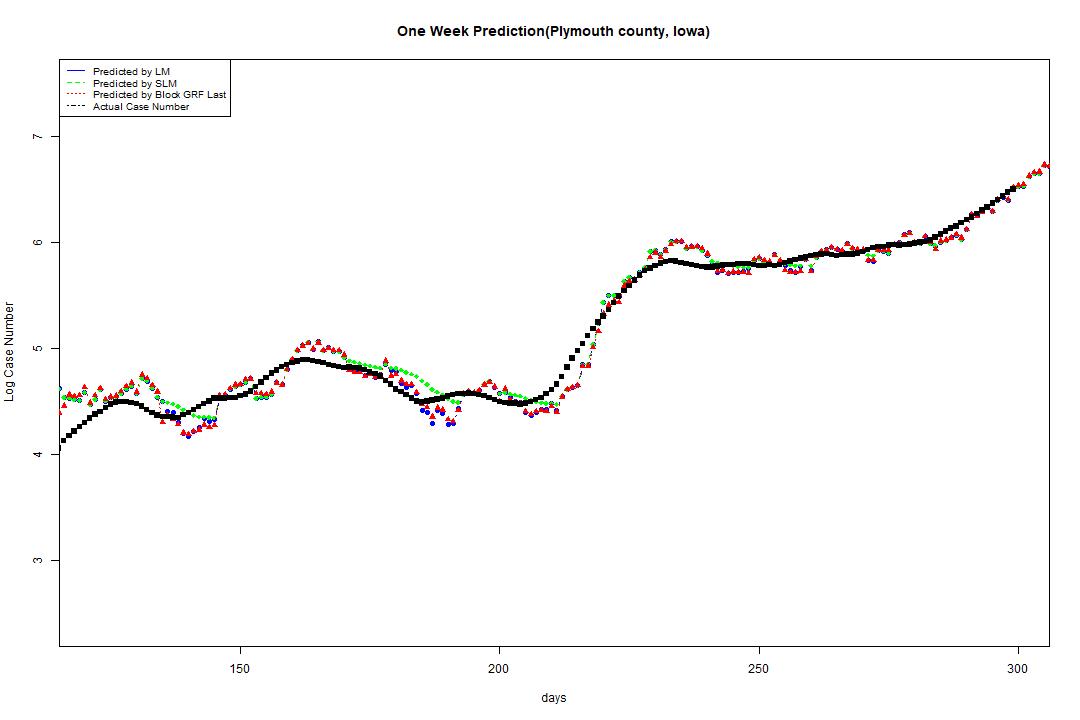 One Week Prediction(Plymouth county, Iowa)
Predicted by LM
Predicted by SLM
Predicted by Block GRF Last
Actual Case Number
Log Case Number
7
6
5
4
3
150 200 250 300
days